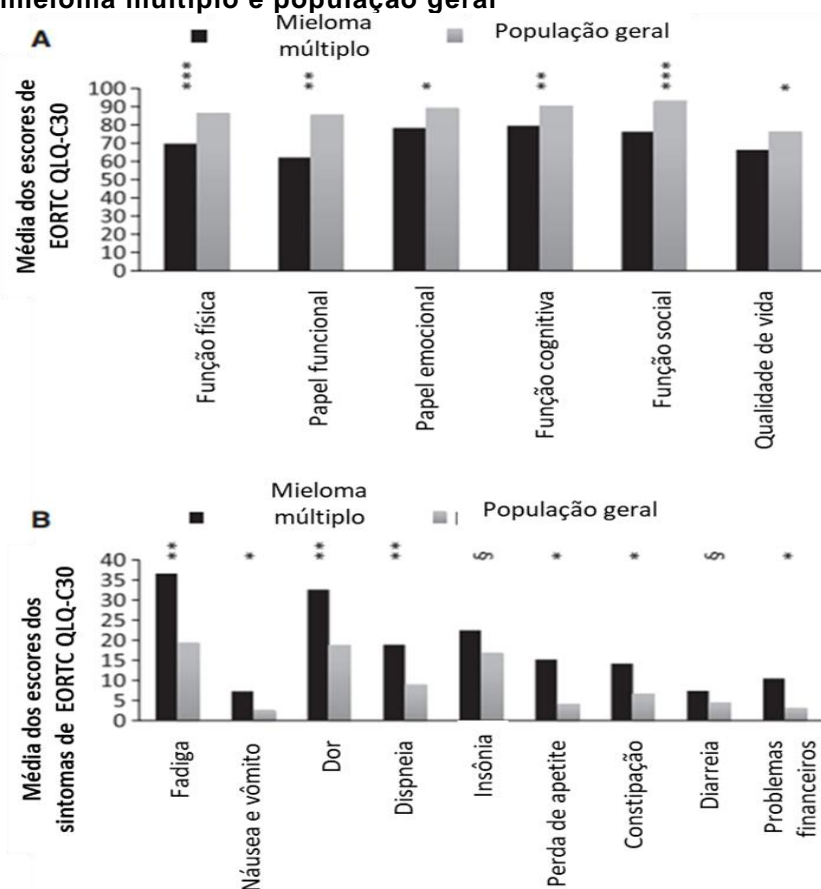 mieloma múltiplo e população geral
A
Mieloma
múltiplo
População geral
Média dos escores de
EORTC QLQ-C30
*** ** * ** *** *
100
90
80
70
60
50
40
30
20
10
0
Função física
Papel funcional
Papel emocional
Função cognitiva
Função social
Qualidade de vida
B
Mieloma
múltiplo
População geral
Média dos escores dos
sintomas de EORTC QLQ-C30
** * ** ** § * * § *
40
35
30
25
20
15
10
5
0
Fadiga
Náusea e vômito
Dor
Dispneia
Insônia
Perda de apetite
Constipação
Diarreia
Problemas
financeiros